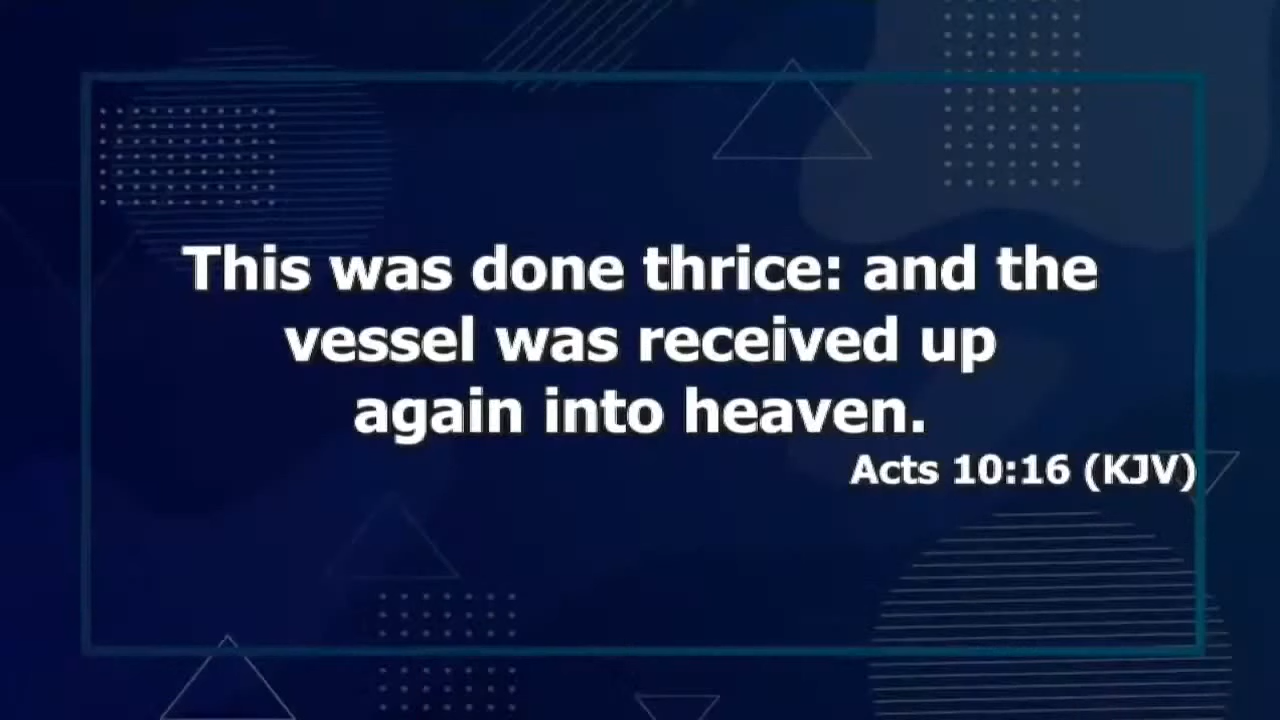 This was done thrice: and the
vessel was received up
again into heaven.
Acts 10:16 (KJV)